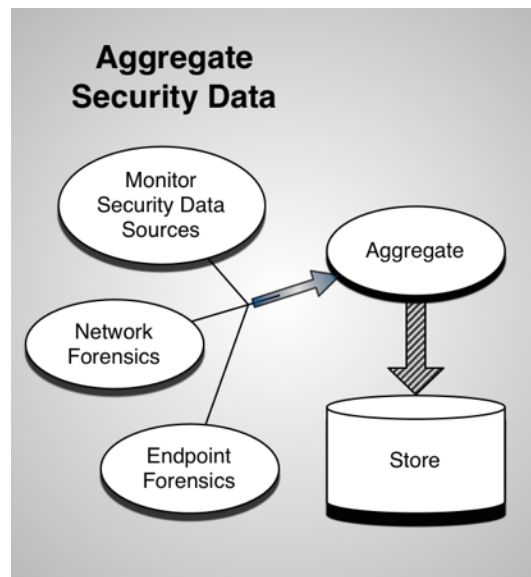 Aggregate
Security Data
Monitor
Security Data
Sources
Aggregate
Network
Forensics
Endpoint
Forensics
Store